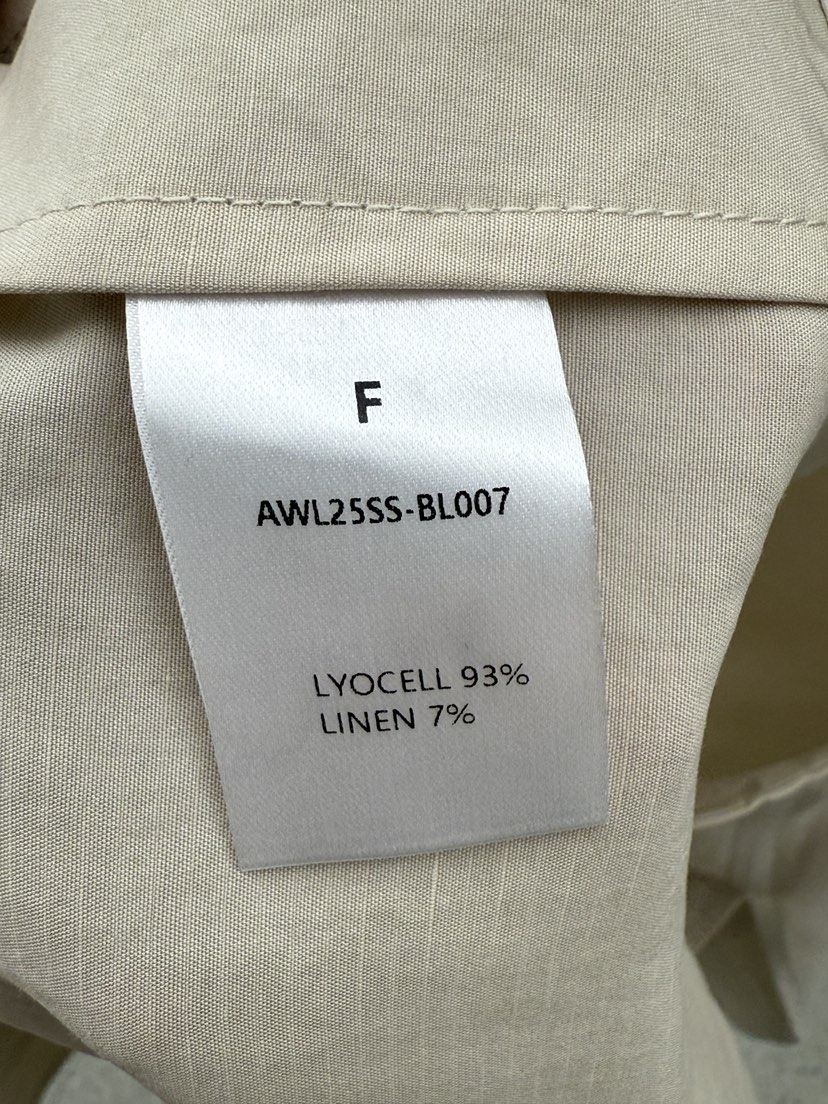 F
AWL25SS-BL007
LYOCELL 93%
LINEN 7%